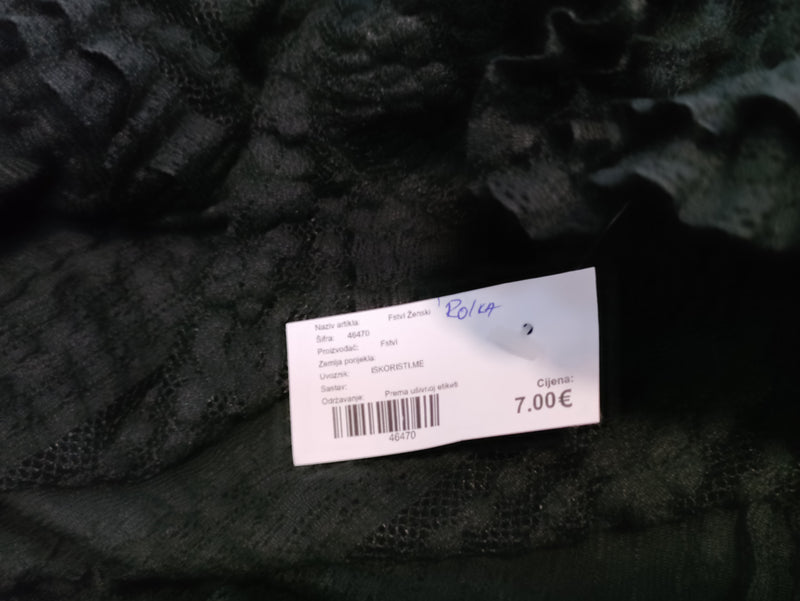 Naziv artikla: Fstvi Ženski Rolka
Šifra: 46470
Proizvođač: Fstvi
Zemlja porijekla:
Uvoznik: ISKORISTI.ME
Sastav:
Održavanje: Prema ušivnoj etiketi
46470
Cijena:
7.00€